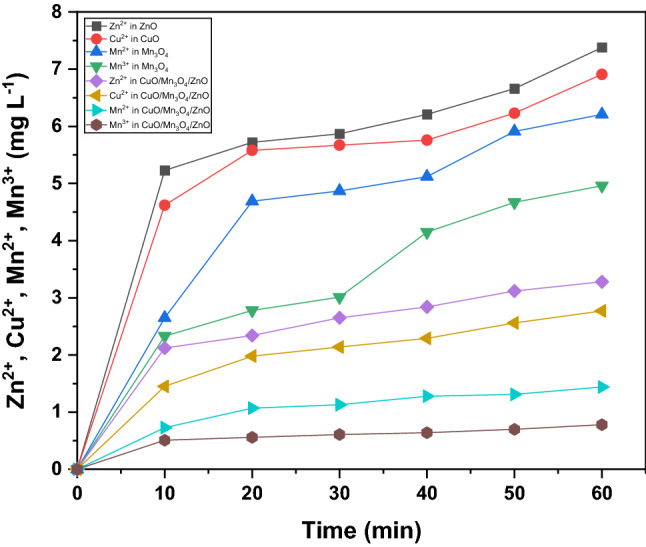 Zn²⁺, Cu²⁺, Mn²⁺, Mn³⁺ (mg L⁻¹)
8
7
6
5
4
3
2
1
0
Zn²⁺ in ZnO
Cu²⁺ in CuO
Mn²⁺ in Mn₃O₄
Mn³⁺ in Mn₃O₄
Zn²⁺ in CuO/Mn₃O₄/ZnO
Cu²⁺ in CuO/Mn₃O₄/ZnO
Mn²⁺ in CuO/Mn₃O₄/ZnO
Mn³⁺ in CuO/Mn₃O₄/ZnO
0 10 20 30 40 50 60
Time (min)